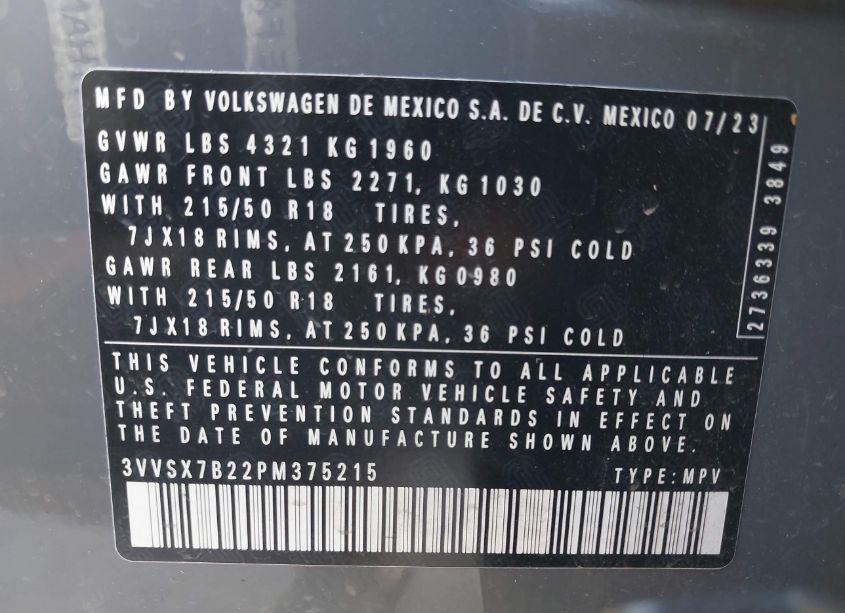 MFD BY VOLKSWAGEN DE MEXICO S.A. DE C.V. MEXICO 07/23
GVWR LBS 4321 KG 1960
GAWR FRONT LBS 2271, KG 1030
WITH 215/50 R18 TIRES,
7JX18 RIMS, AT 250 KPA, 36 PSI COLD
GAWR REAR LBS 2161, KG 0980
WITH 215/50 R18 TIRES,
7JX18 RIMS, AT 250 KPA, 36 PSI COLD
2736339 3849
THIS VEHICLE CONFORMS TO ALL APPLICABLE
U.S. FEDERAL MOTOR VEHICLE SAFETY AND
THEFT PREVENTION STANDARDS IN EFFECT ON
THE DATE OF MANUFACTURE SHOWN ABOVE.
3VVSX7B22PM375215 TYPE: MPV